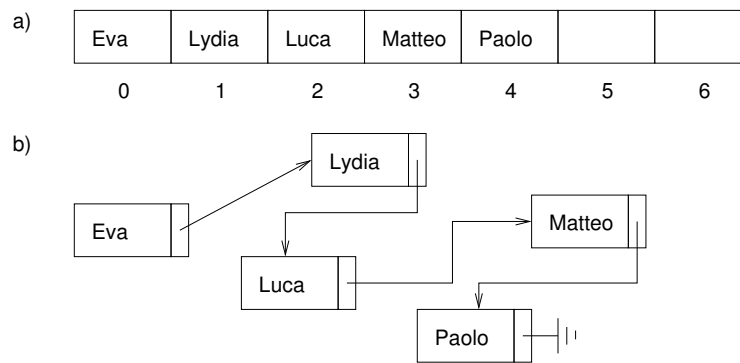 a)
Eva Lydia Luca Matteo Paolo
0 1 2 3 4 5 6
b)
Lydia
Eva
Matteo
Luca
Paolo